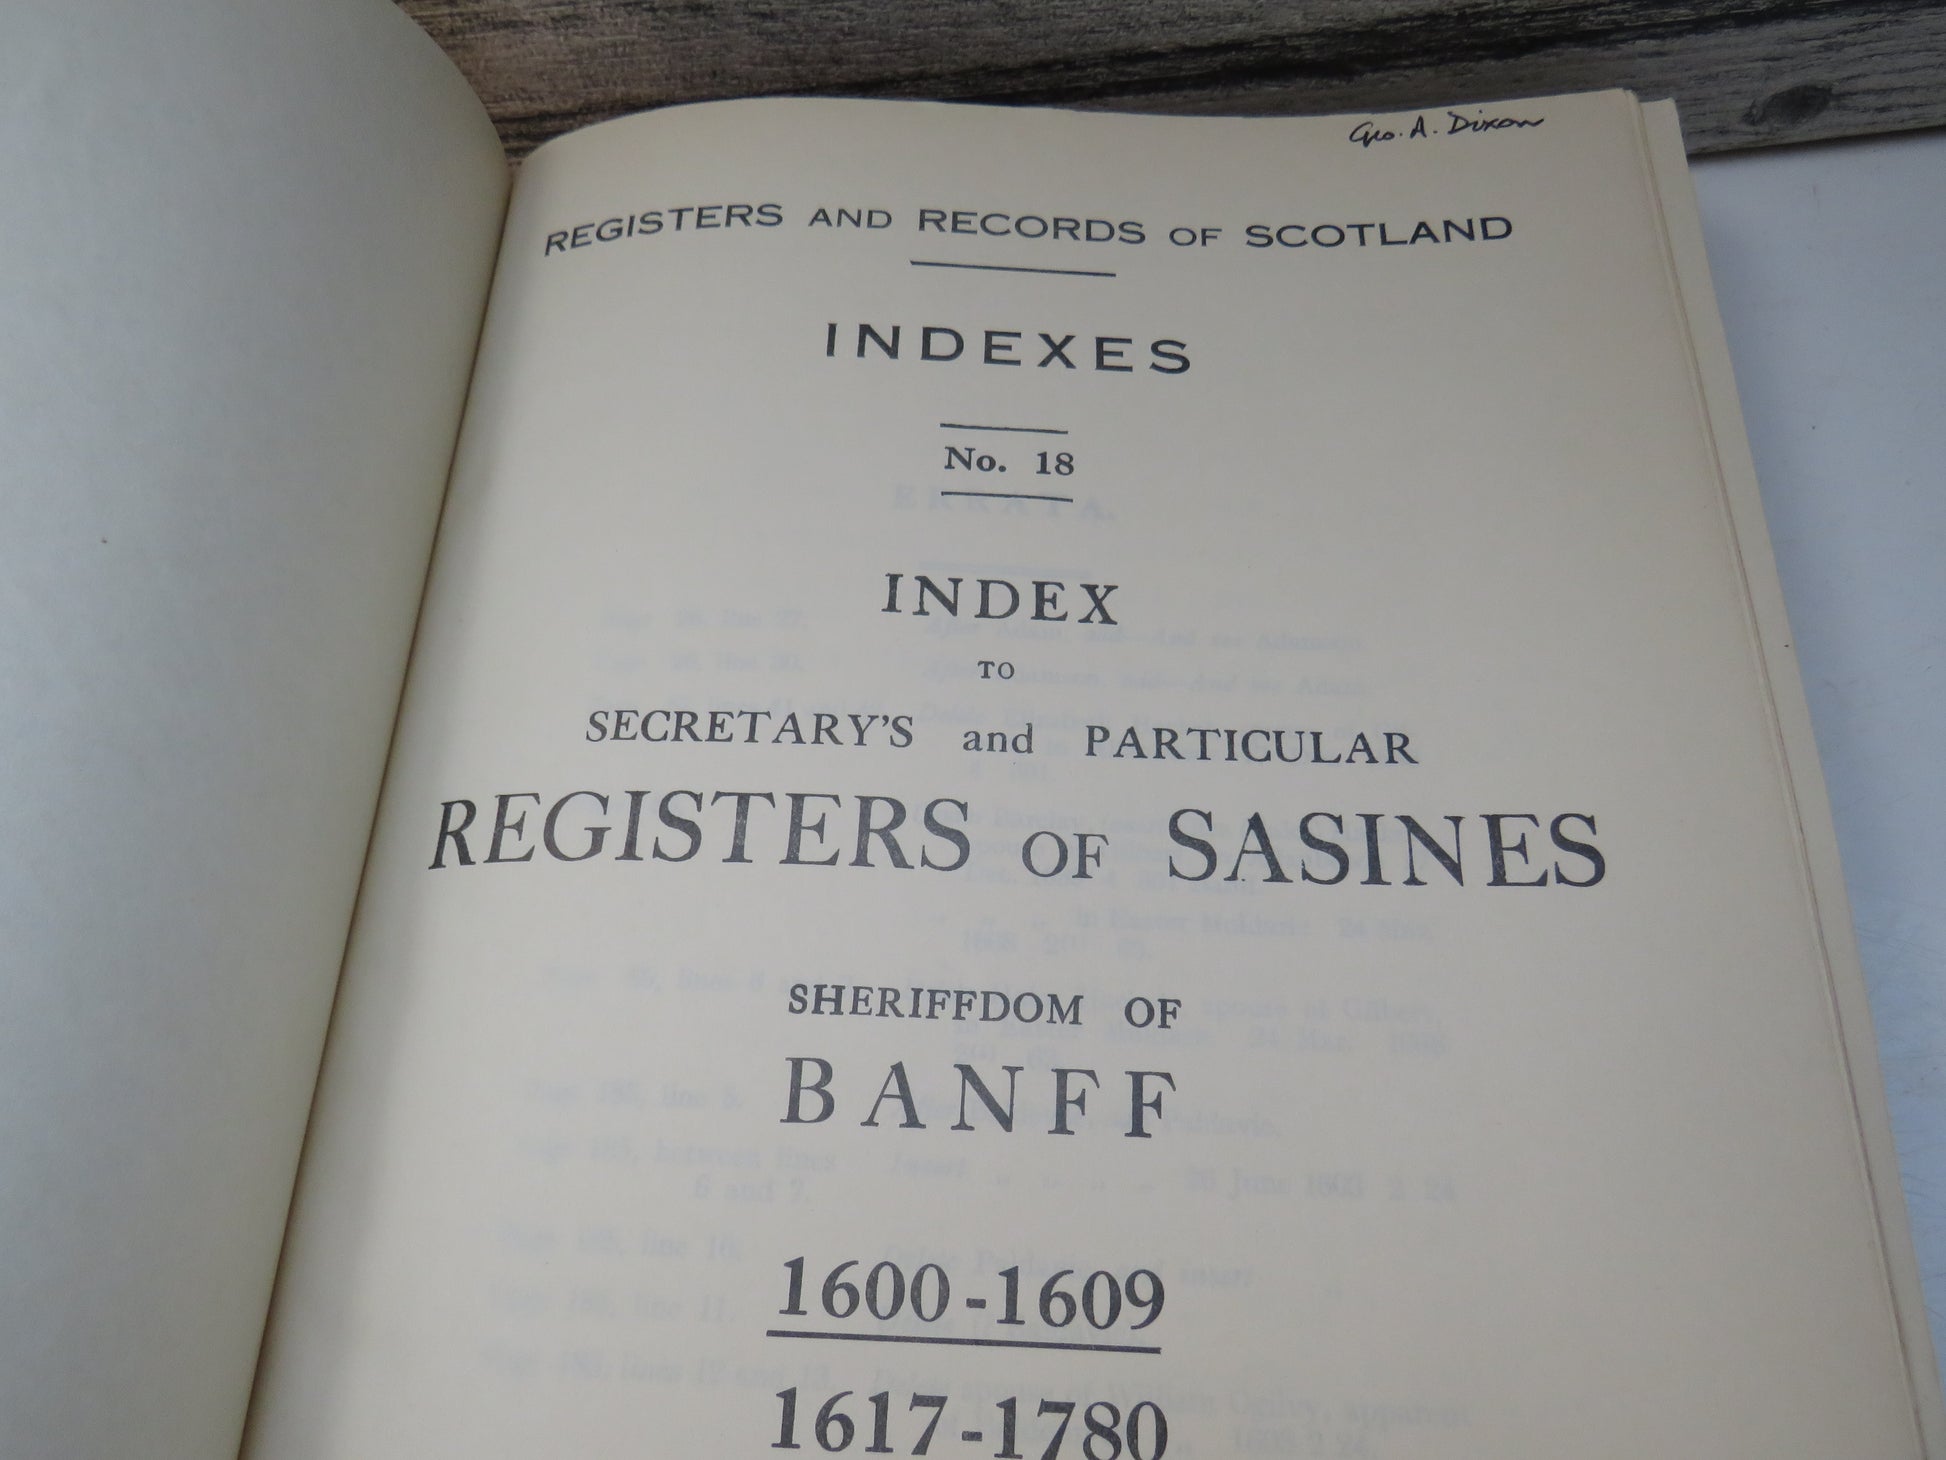 Geo. A. Dixon
REGISTERS AND RECORDS OF SCOTLAND
INDEXES
No. 18
INDEX
TO
SECRETARY'S and PARTICULAR
REGISTERS OF SASINES
SHERIFFDOM OF
BANFF
1600-1609
1617-1780